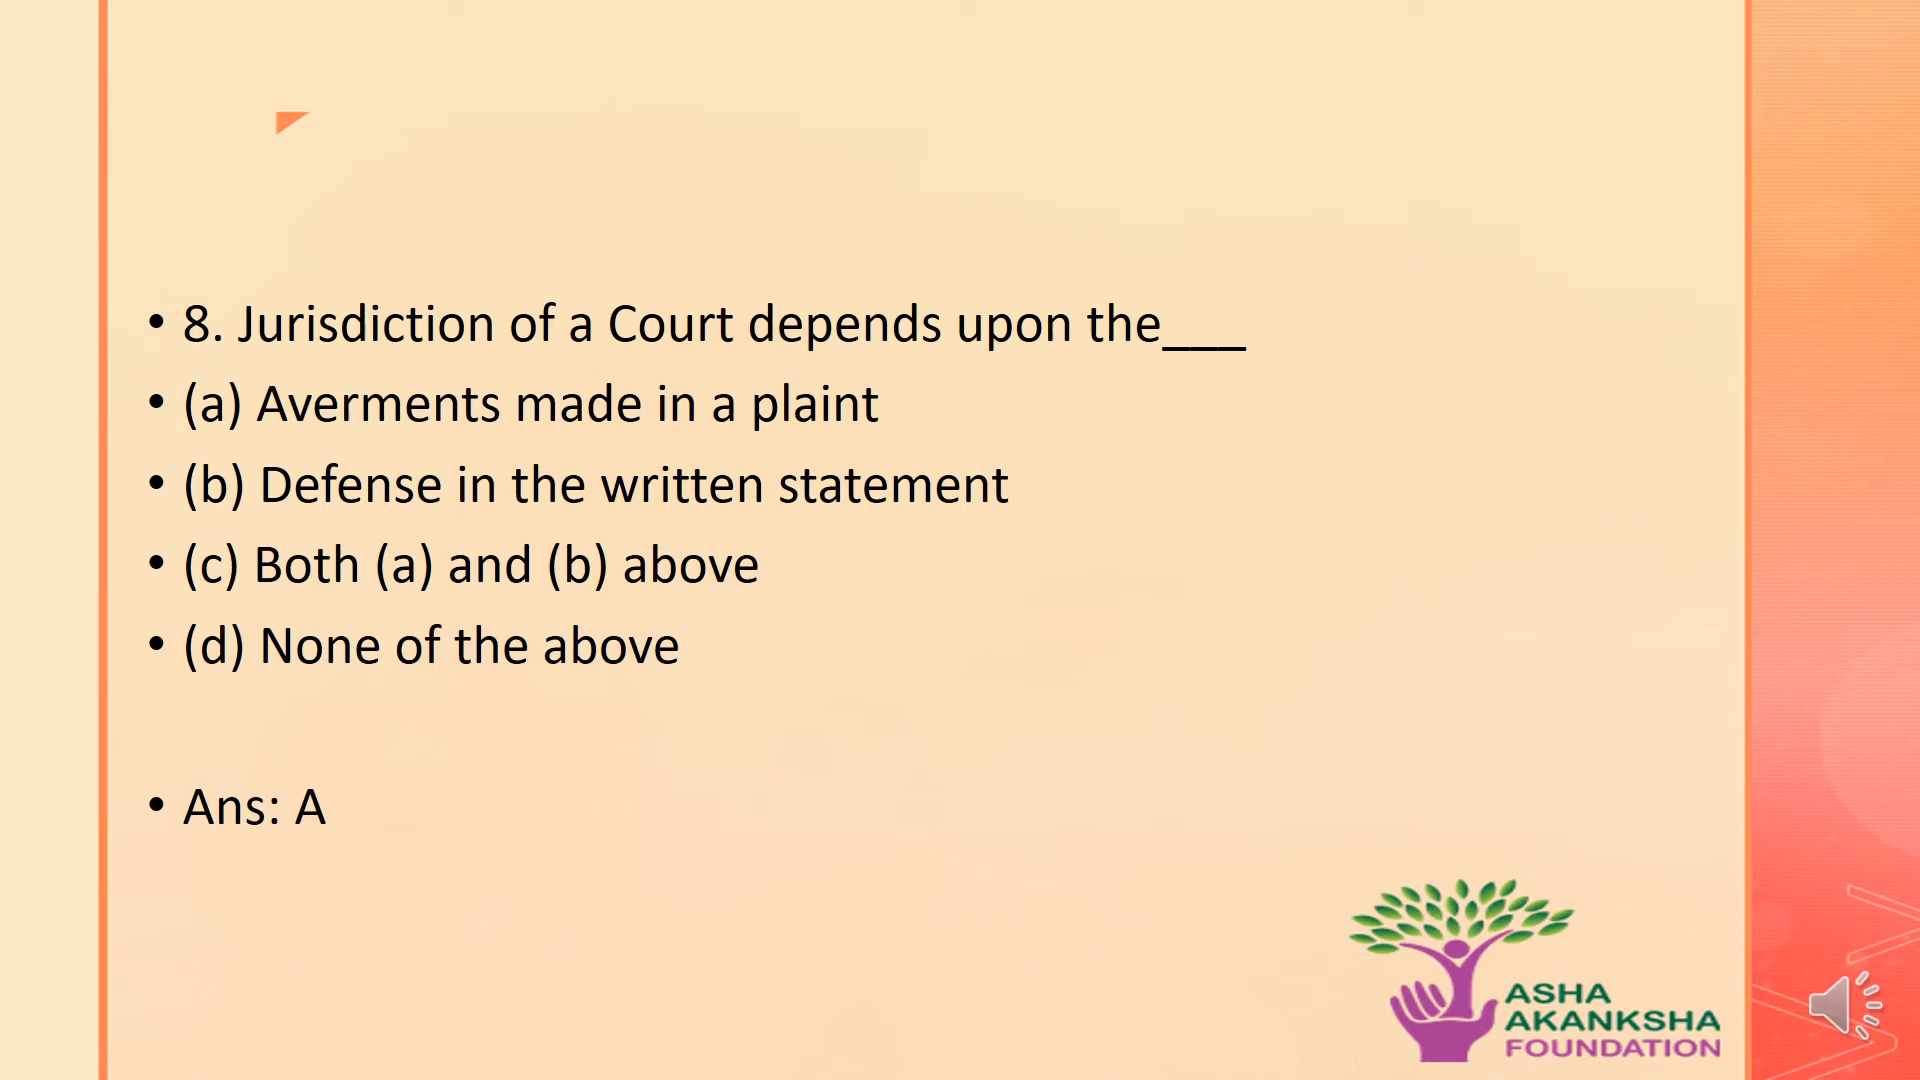 • 8. Jurisdiction of a Court depends upon the___
• (a) Averments made in a plaint
• (b) Defense in the written statement
• (c) Both (a) and (b) above
• (d) None of the above
• Ans: A
ASHA
AKANKSHA
FOUNDATION